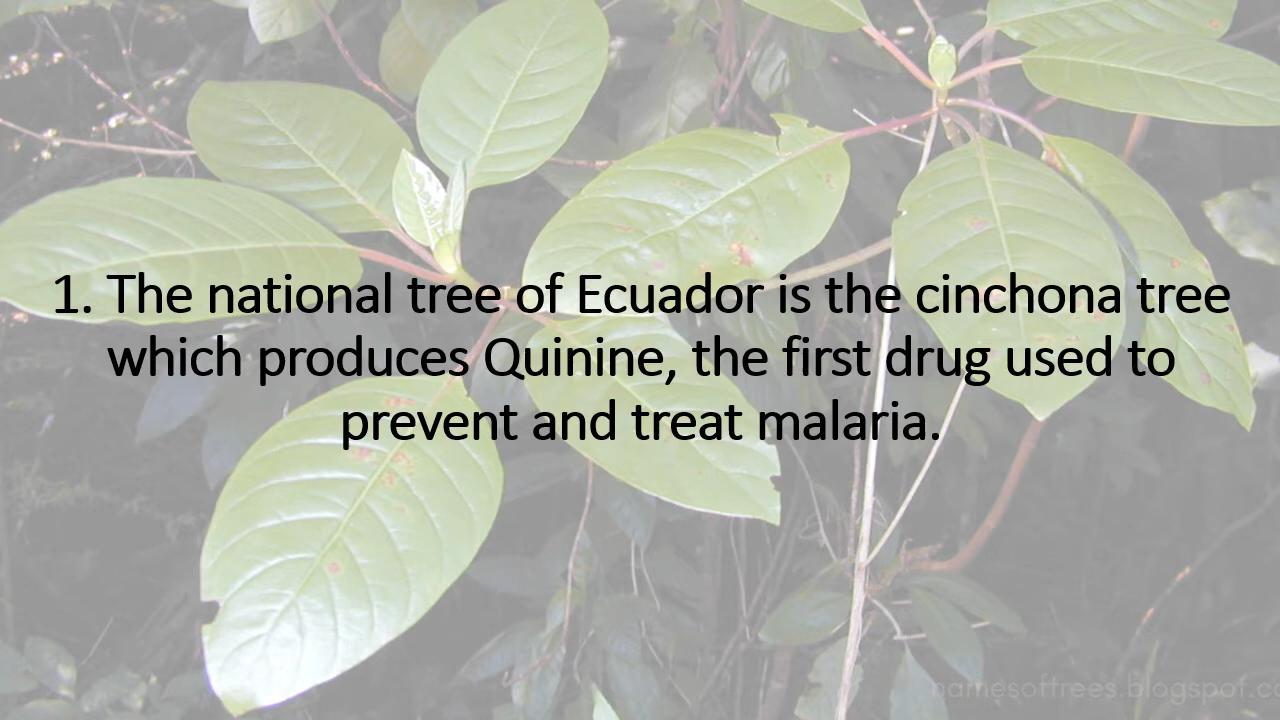 1. The national tree of Ecuador is the cinchona tree
which produces Quinine, the first drug used to
prevent and treat malaria.
namesoftrees.blogspot.co